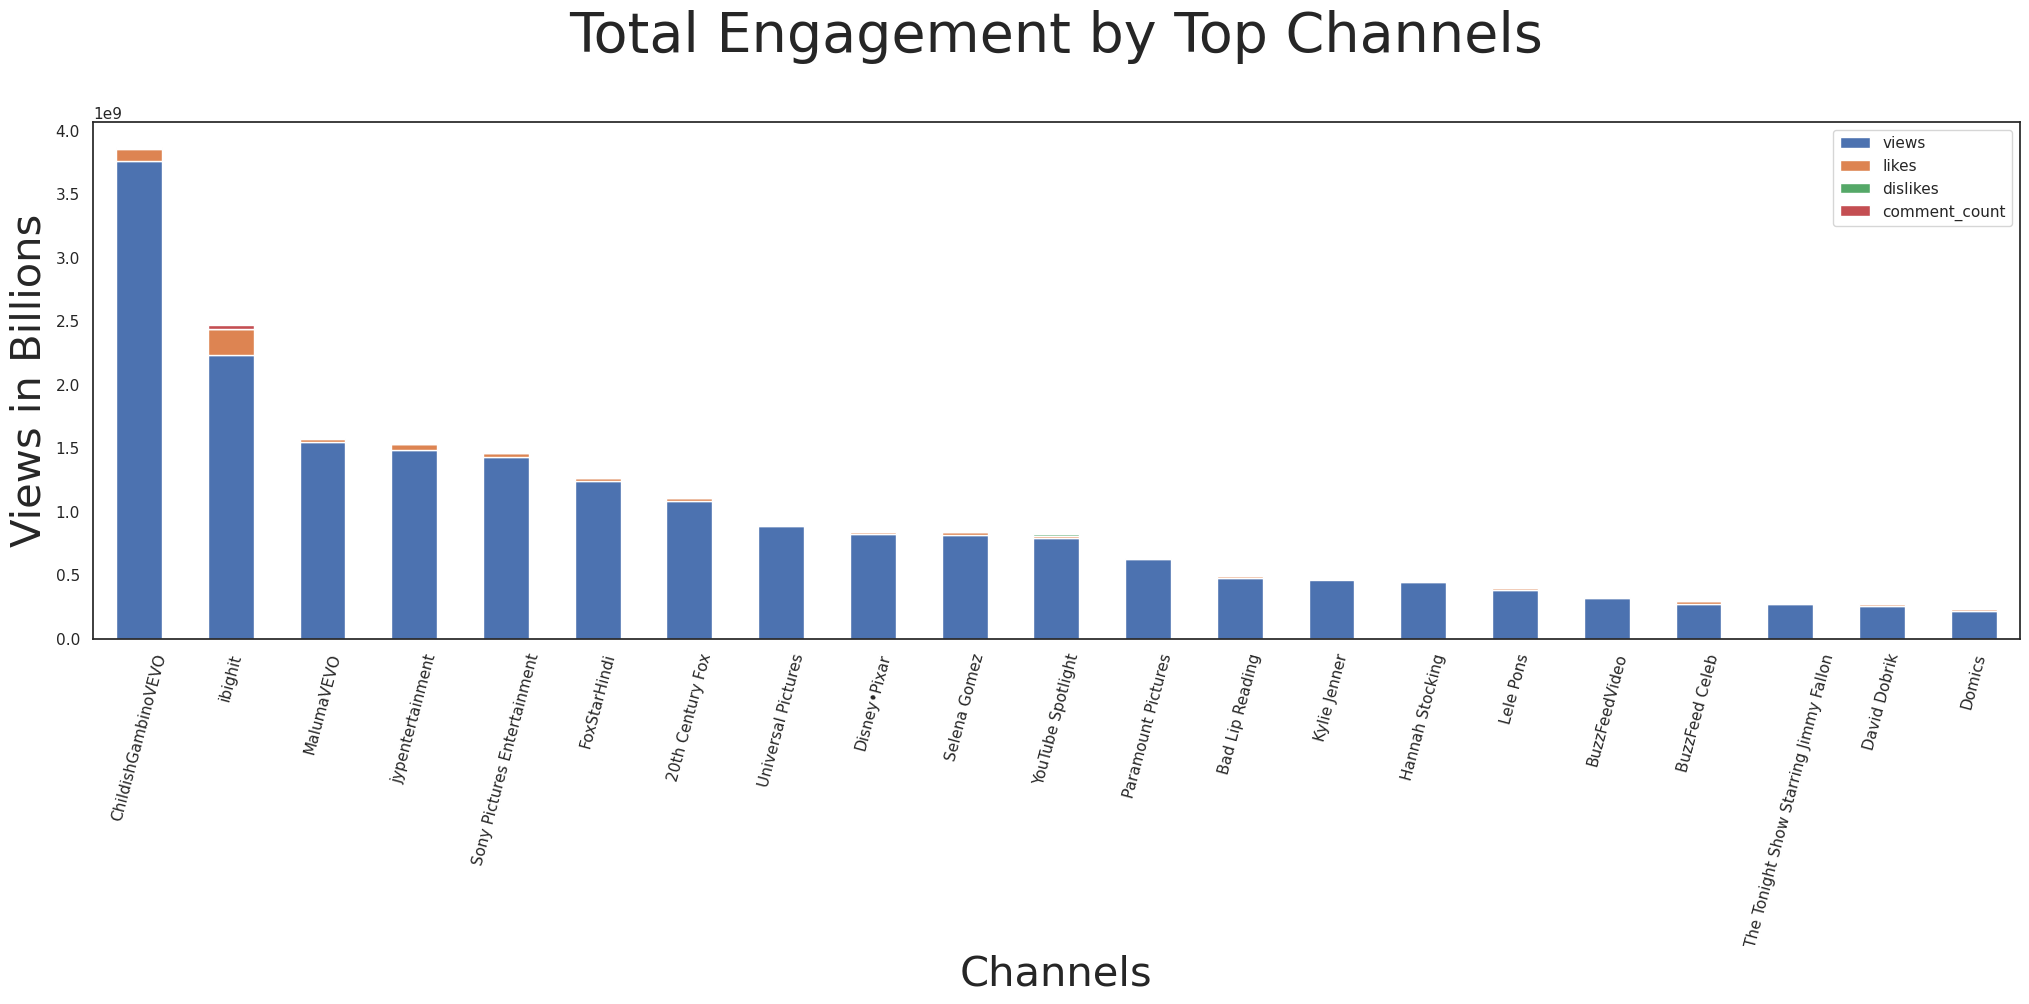 Total Engagement by Top Channels
1e9
4.0
3.5
3.0
2.5
2.0
1.5
1.0
0.5
0.0
Views in Billions
views
likes
dislikes
comment_count
ChildishGambinoVEVO
ibighit
MalumaVEVO
jypentertainment
Sony Pictures Entertainment
FoxStarHindi
20th Century Fox
Universal Pictures
Disney•Pixar
Selena Gomez
YouTube Spotlight
Paramount Pictures
Bad Lip Reading
Kylie Jenner
Hannah Stocking
Lele Pons
BuzzFeedVideo
BuzzFeed Celeb
The Tonight Show Starring Jimmy Fallon
David Dobrik
Domics
Channels